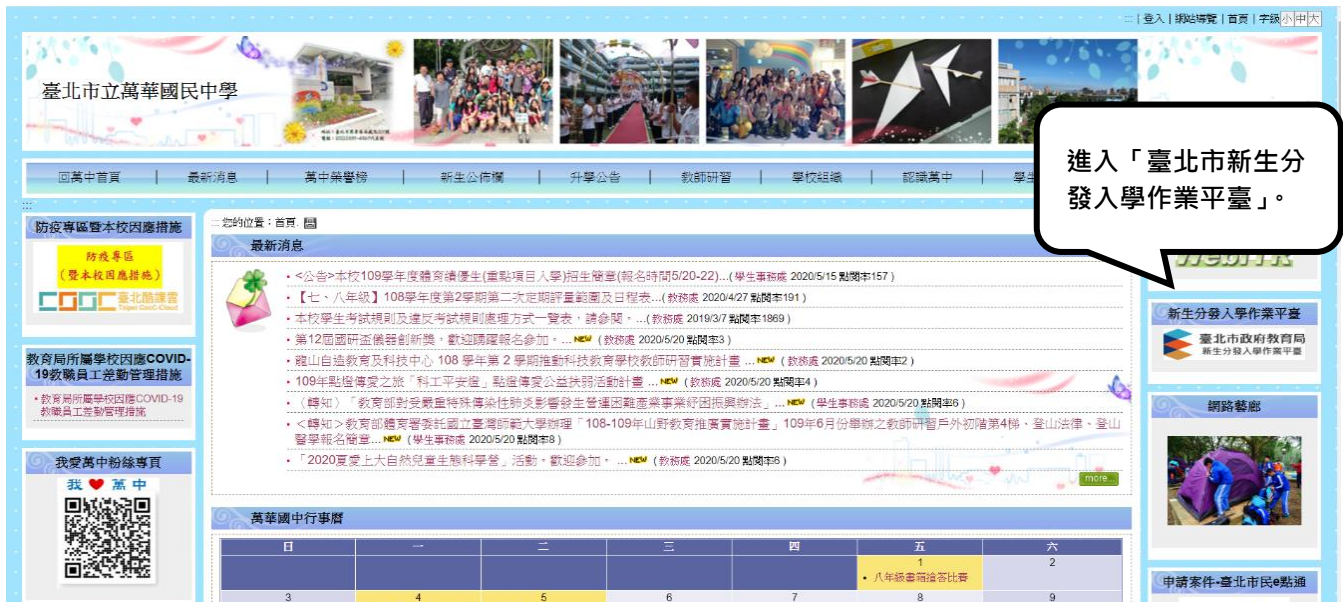 :::|登入|網站導覽|首頁|字級小中大
臺北市立萬華國民中學
進入「臺北市新生分
發入學作業平臺」。
回萬中首頁 | 最新消息 | 萬中榮譽榜 | 新生公佈欄 | 升學公告 | 教師研習 | 學校組織 | 認識萬中 | 學生
:::
防疫專區暨本校因應措施
防疫專區
(暨本校因應措施)
COOC 臺北酷課雲
Taipei CooC-Cloud
教育局所屬學校因應COVID-
19教職員工差勤管理措施
• 教育局所屬學校因應COVID-19
教職員工差勤管理措施
我愛萬中粉絲專頁
我 ❤ 萬 中
::: 您的位置:首頁.
最新消息
• <公告>本校109學年度體育績優生(重點項目入學)招生簡章(報名時間5/20-22)...(學生事務處 2020/5/15 點閱率157 )
• 【七、八年級】108學年度第2學期第二次定期評量範圍及日程表...(教務處 2020/4/27 點閱率191 )
• 本校學生考試規則及違反考試規則處理方式一覽表,請參閱。...(教務處 2019/3/7 點閱率1869 )
• 第12屆國研盃儀器創新獎,歡迎踴躍報名參加。...NEW (教務處 2020/5/20 點閱率3 )
• 龍山自造教育及科技中心 108 學年第 2 學期推動科技教育學校教師研習實施計畫 ...NEW (教務處 2020/5/20 點閱率2 )
• 109年點燈傳愛之旅「科工平安燈」點燈傳愛公益扶弱活動計畫 ...NEW (教務處 2020/5/20 點閱率4 )
• 〈轉知〉「教育部對受嚴重特殊傳染性肺炎影響發生營運困難產業事業紓困振興辦法」...NEW (學生事務處 2020/5/20 點閱率6 )
• <轉知>教育部體育署委託國立臺灣師範大學辦理「108-109年山野教育推廣實施計畫」109年6月份舉辦之教師研習戶外初階第4梯、登山法律、登山
醫學報名簡章...NEW (學生事務處 2020/5/20 點閱率8 )
• 「2020夏愛上大自然兒童生態科學營」活動,歡迎參加。 ...NEW (教務處 2020/5/20 點閱率6 )
more...
萬華國中行事曆
日 一 二 三 四 五 六
1 2
• 八年級書箱搶答比賽
3 4 5 6 7 8 9
WebITR
新生分發入學作業平臺
臺北市政府教育局
新生分發入學作業平臺
網路藝廊
申請案件-臺北市民e點通